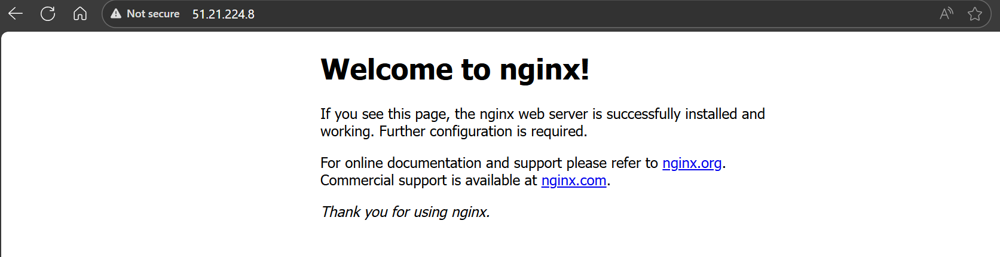 Not secure 51.21.224.8
Welcome to nginx!
If you see this page, the nginx web server is successfully installed and
working. Further configuration is required.
For online documentation and support please refer to nginx.org.
Commercial support is available at nginx.com.
Thank you for using nginx.